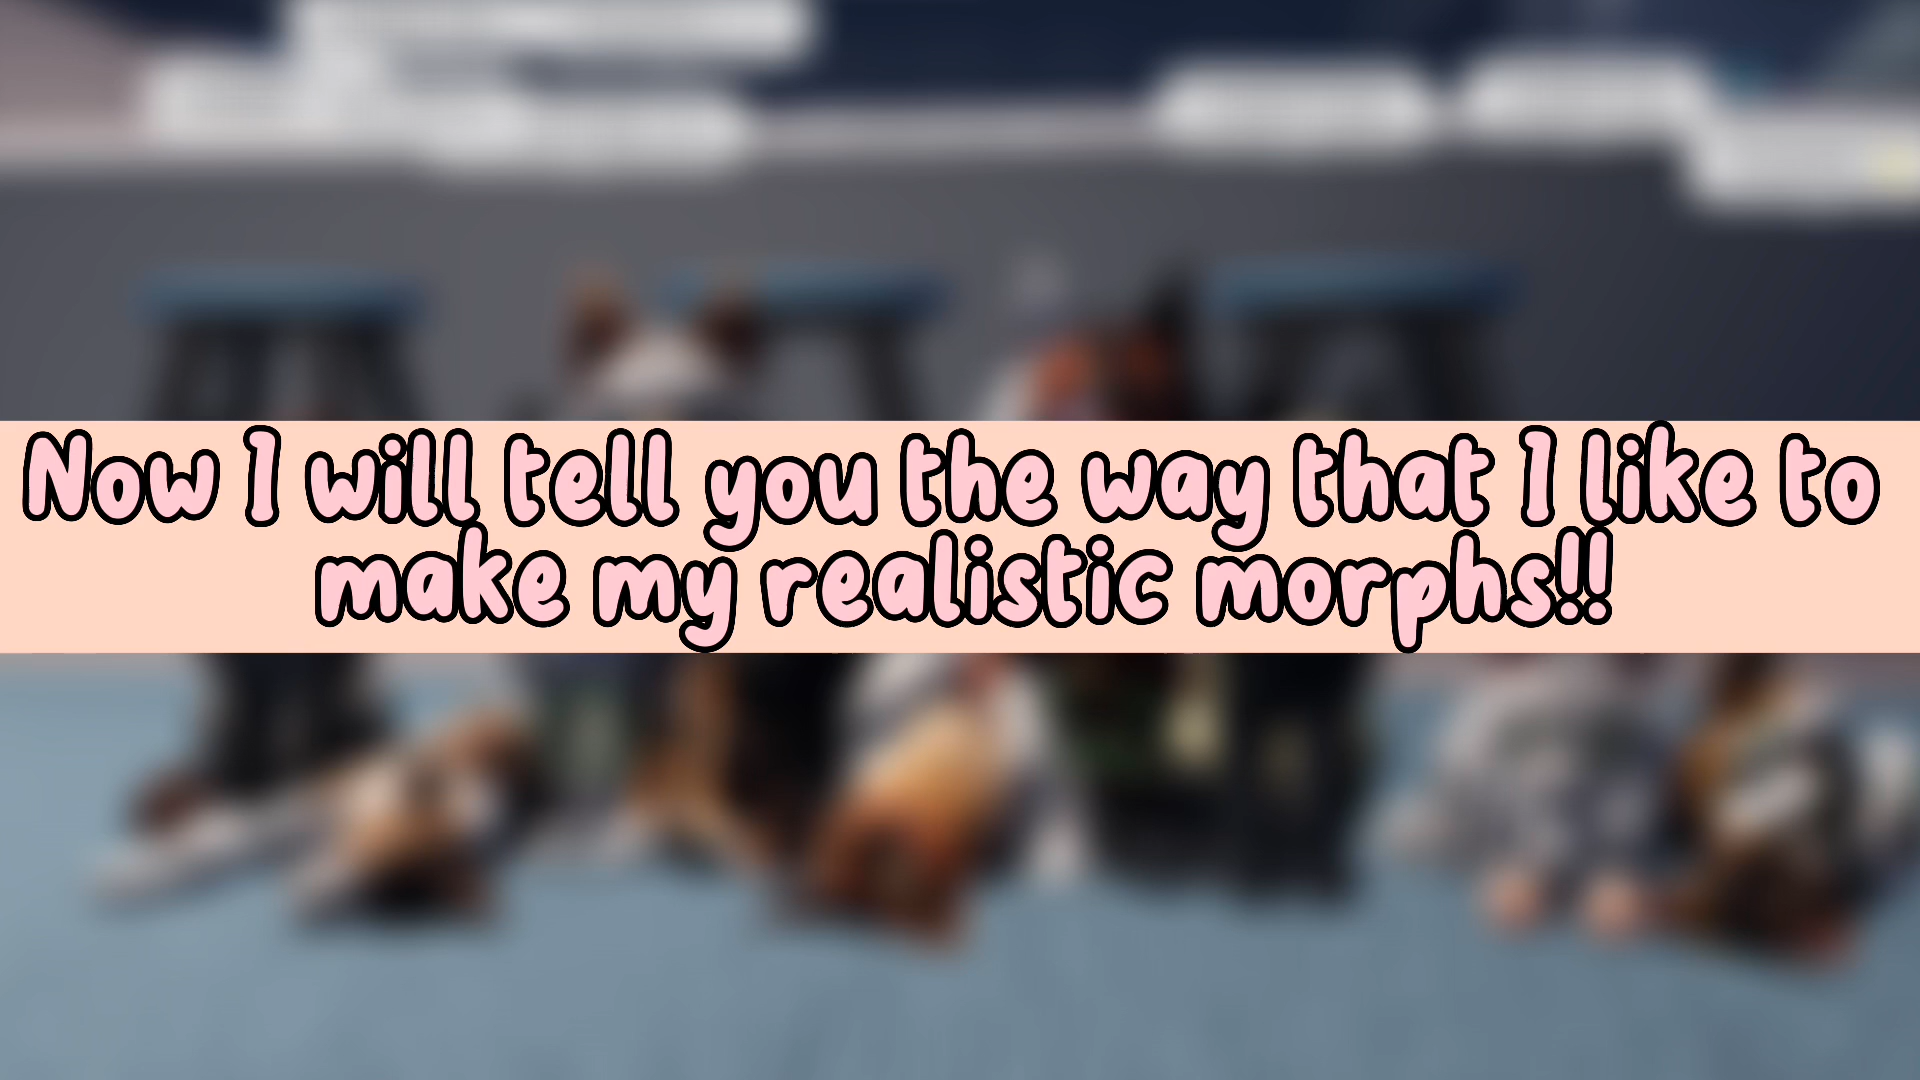 Now I will tell you the way that I like to
make my realistic morphs!!